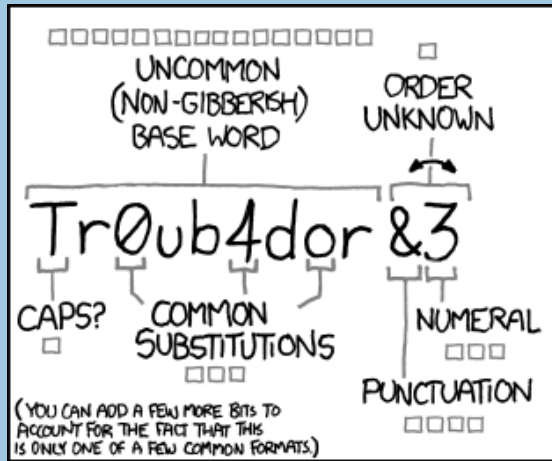 UNCOMMON
(NON-GIBBERISH)
BASE WORD
ORDER
UNKNOWN
Tr0ub4dor &3
CAPS?
COMMON
SUBSTITUTIONS
NUMERAL
PUNCTUATION
(YOU CAN ADD A FEW MORE BITS TO
ACCOUNT FOR THE FACT THAT THIS
IS ONLY ONE OF A FEW COMMON FORMATS.)